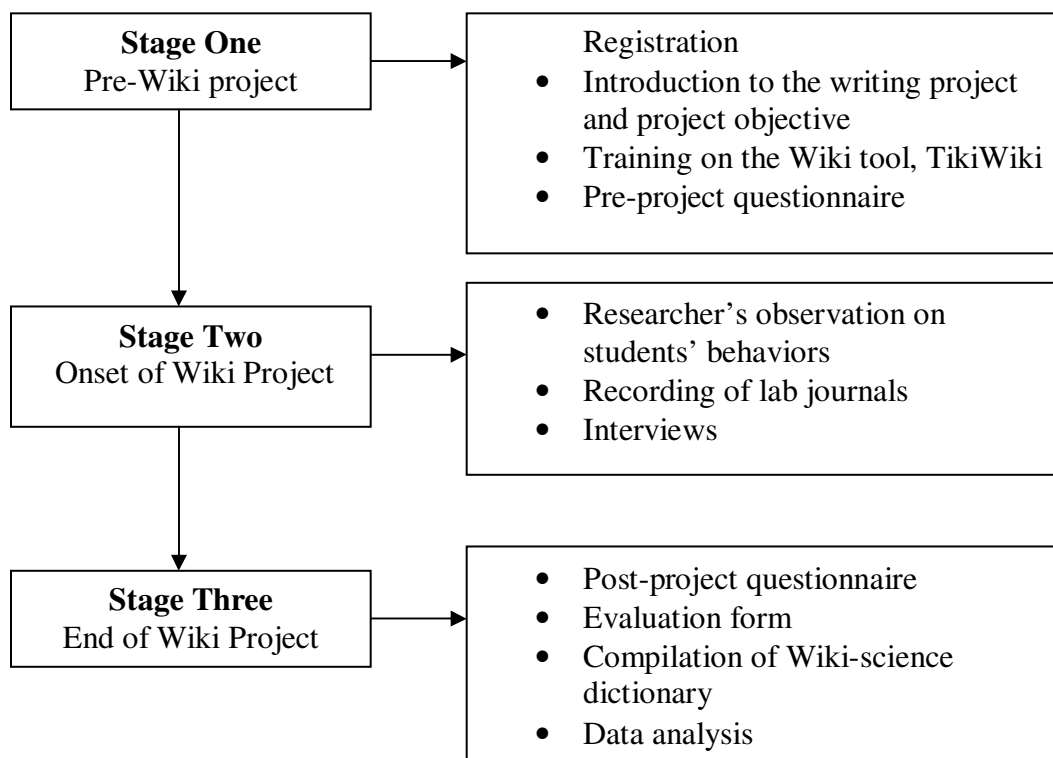 Stage One
Pre-Wiki project
Registration
• Introduction to the writing project
and project objective
• Training on the Wiki tool, TikiWiki
• Pre-project questionnaire
Stage Two
Onset of Wiki Project
• Researcher’s observation on
students’ behaviors
• Recording of lab journals
• Interviews
Stage Three
End of Wiki Project
• Post-project questionnaire
• Evaluation form
• Compilation of Wiki-science
dictionary
• Data analysis